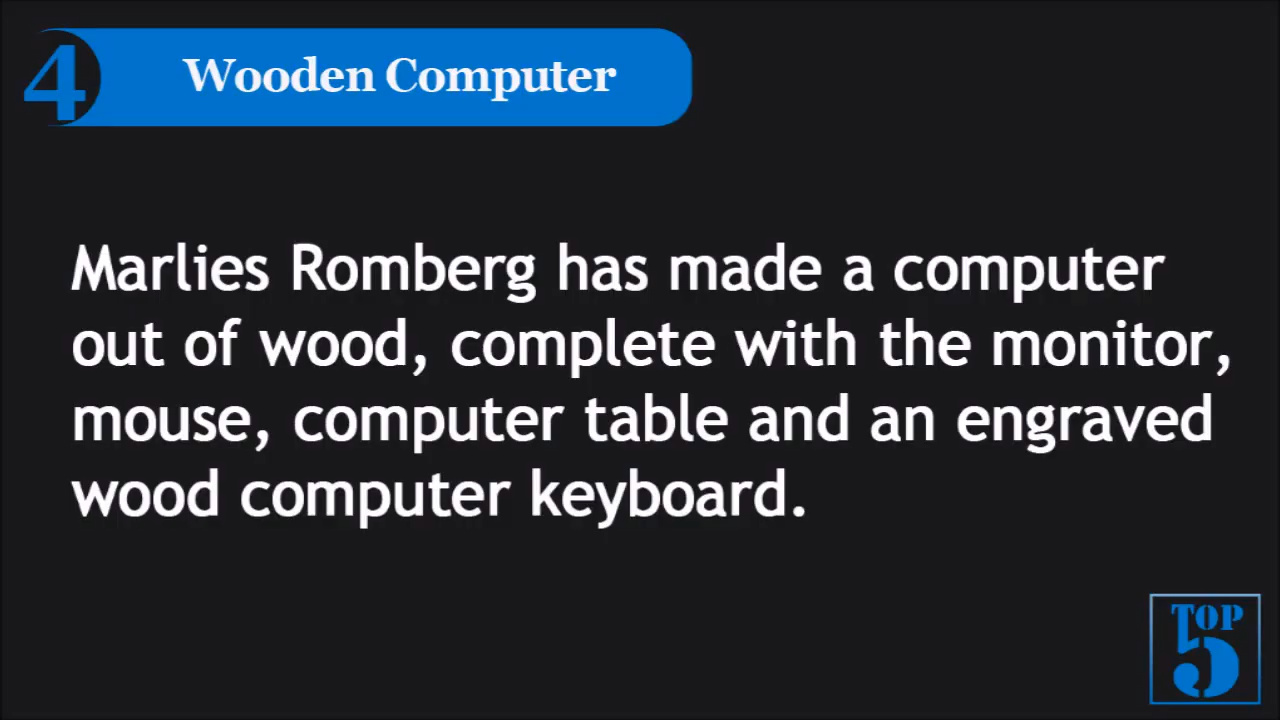 4
Wooden Computer
Marlies Romberg has made a computer
out of wood, complete with the monitor,
mouse, computer table and an engraved
wood computer keyboard.
TOP
5